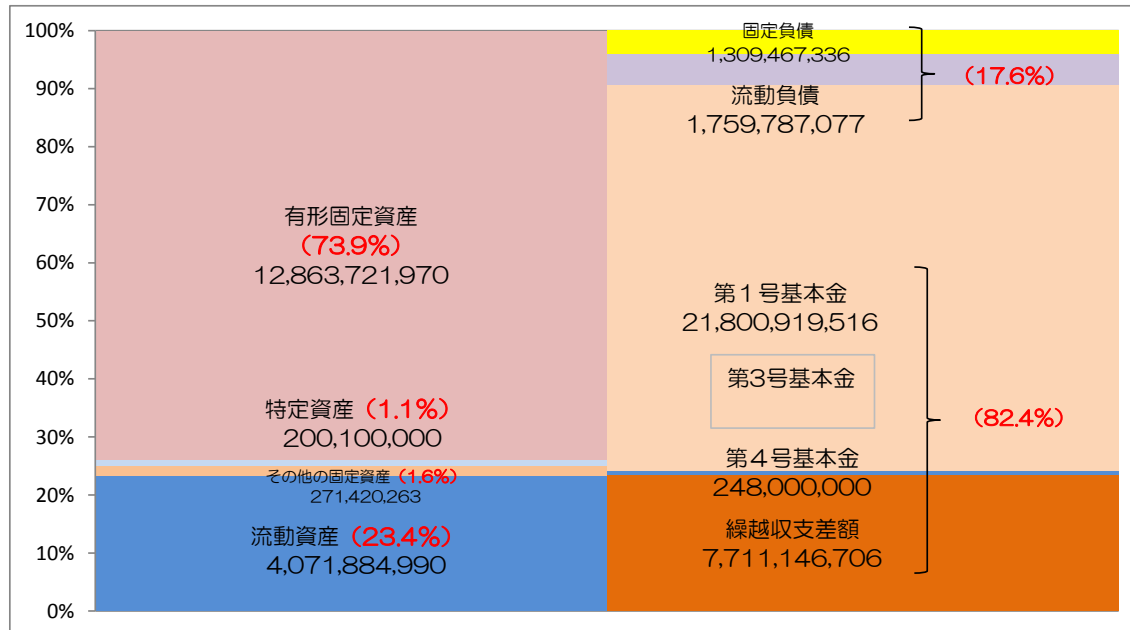 100%
90%
80%
70%
60%
50%
40%
30%
20%
10%
0%
有形固定資産
(73.9%)
12,863,721,970
特定資産 (1.1%)
200,100,000
その他の固定資産 (1.6%)
271,420,263
流動資産 (23.4%)
4,071,884,990
固定負債
1,309,467,336
(17.6%)
流動負債
1,759,787,077
第１号基本金
21,800,919,516
第3号基本金
(82.4%)
第４号基本金
248,000,000
繰越収支差額
7,711,146,706